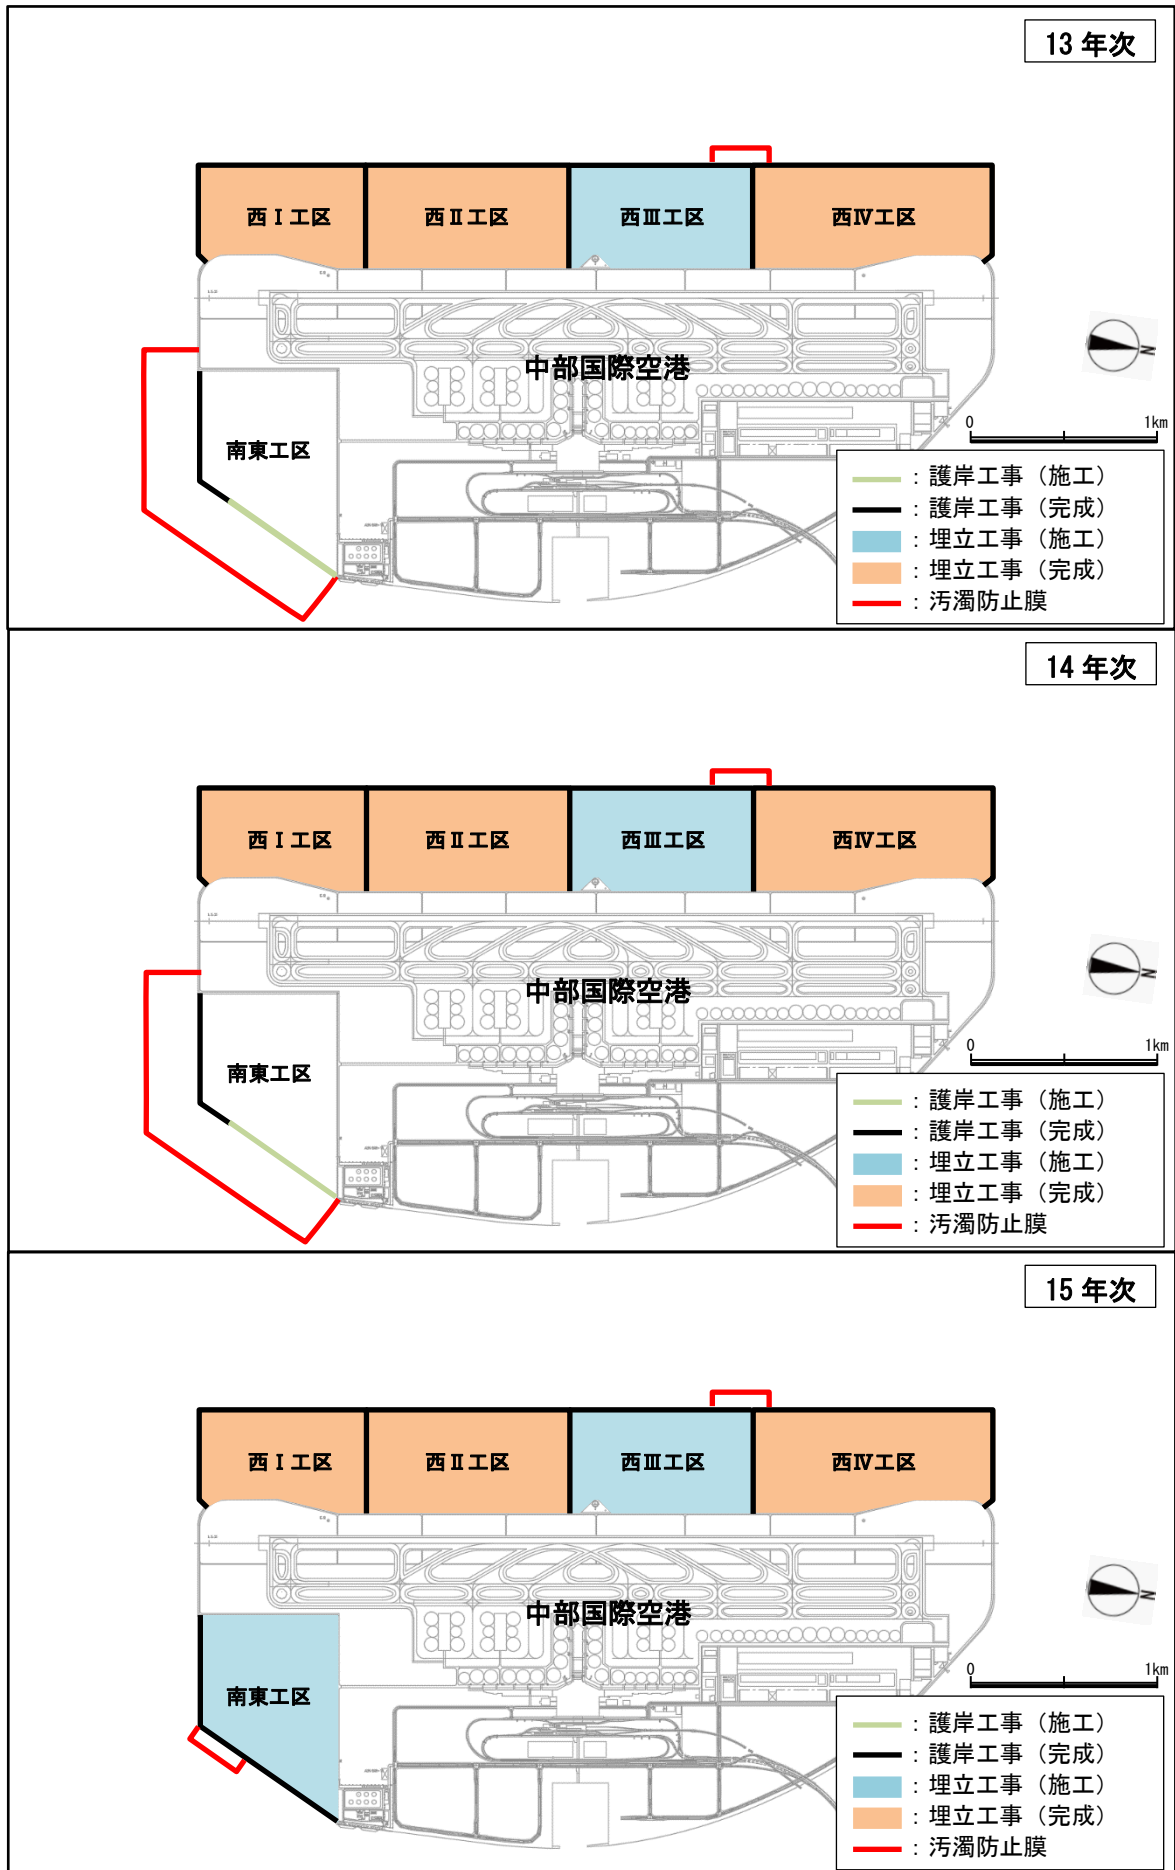 13 年次
西Ⅰ工区 西Ⅱ工区 西Ⅲ工区 西Ⅳ工区
中部国際空港
N
南東工区
0 1km
：護岸工事（施工）
：護岸工事（完成）
：埋立工事（施工）
：埋立工事（完成）
：汚濁防止膜
14 年次
西Ⅰ工区 西Ⅱ工区 西Ⅲ工区 西Ⅳ工区
中部国際空港
N
南東工区
0 1km
：護岸工事（施工）
：護岸工事（完成）
：埋立工事（施工）
：埋立工事（完成）
：汚濁防止膜
15 年次
西Ⅰ工区 西Ⅱ工区 西Ⅲ工区 西Ⅳ工区
中部国際空港
N
南東工区
0 1km
：護岸工事（施工）
：護岸工事（完成）
：埋立工事（施工）
：埋立工事（完成）
：汚濁防止膜